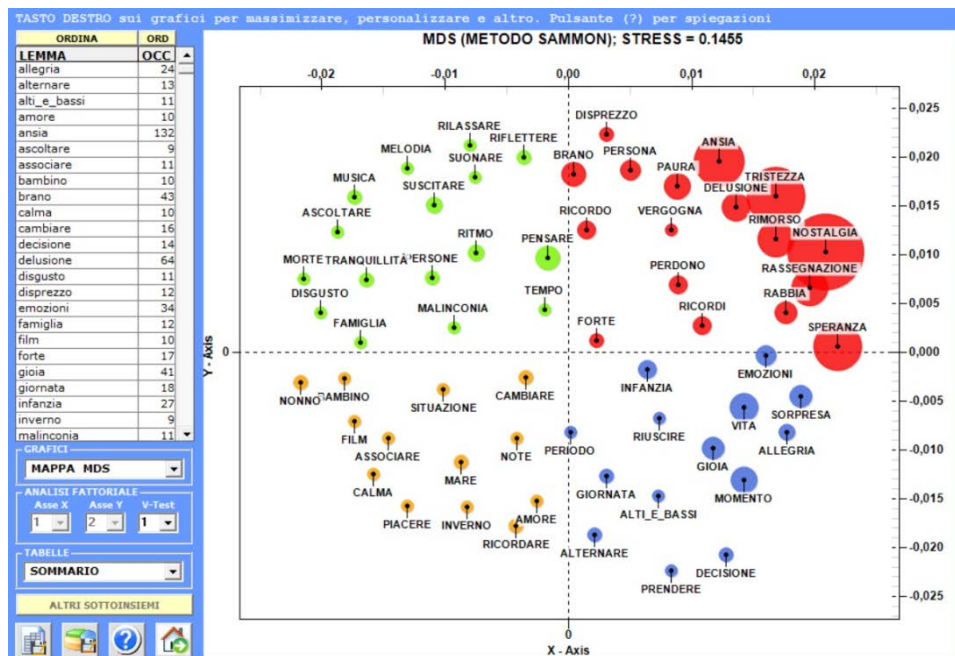 TASTO DESTRO sui grafici per massimizzare, personalizzare e altro. Pulsante (?) per spiegazioni
ORDINA ORD
LEMMA OCC
allegria 24
alternare 13
alti_e_bassi 11
amore 10
ansia 132
ascoltare 9
associare 11
bambino 10
brano 43
calma 10
cambiare 16
decisione 14
delusione 64
disgusto 11
disprezzo 12
emozioni 34
famiglia 12
film 10
forte 17
gioia 41
giornata 18
infanzia 27
inverno 9
malinconia 11
GRAFICI
MAPPA MDS
ANALISI FATTORIALE
Asse X Asse Y V-Test
1 2 1
TABELLE
SOMMARIO
ALTRI SOTTOINSIEMI
MDS (METODO SAMMON); STRESS = 0.1455
-0,02 -0,01 0,00 0,01 0,02
0,025
DISPREZZO
RILASSARE
RIFLETTERE
ANSIA
MELODIA
SUONARE
BRANO
PERSONA
0,020
PAURA
TRISTEZZA
MUSICA
SUSCITARE
DELUSIONE
0,015
ASCOLTARE
RICORDO
VERGOGNA
RIMORSO
NOSTALGIA
RITMO
PENSARE
0,010
MORTE
TRANQUILLITÀ
PERSONE
PERDONO
RASSEGNAZIONE
DISGUSTO
TEMPO
RABBIA
0,005
MALINCONIA
RICORDI
FAMIGLIA
FORTE
SPERANZA
0 0,000
EMOZIONI
NONNO
BAMBINO
SITUAZIONE
CAMBIARE
INFANZIA
-0,005
SORPRESA
VITA
FILM
RIUSCIRE
ASSOCIARE
NOTE
PERIODO
ALLEGRIA
-0,010
GIOIA
CALMA
MARE
GIORNATA
MOMENTO
ALTI_E_BASSI
-0,015
PIACERE
INVERNO
AMORE
RICORDARE
ALTERNARE
-0,020
DECISIONE
PRENDERE
-0,025
0
Y - Axis
X - Axis